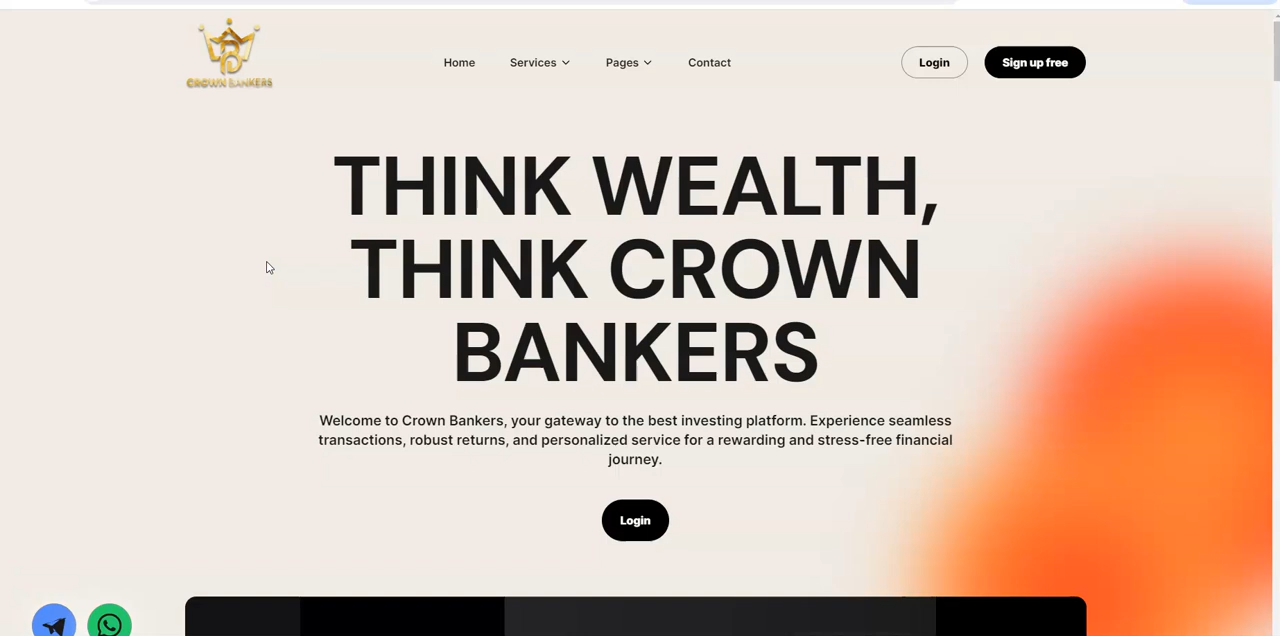 CROWN BANKERS
Home
Services
Pages
Contact
Login
Sign up free
THINK WEALTH,
THINK CROWN
BANKERS
Welcome to Crown Bankers, your gateway to the best investing platform. Experience seamless
transactions, robust returns, and personalized service for a rewarding and stress-free financial
journey.
Login